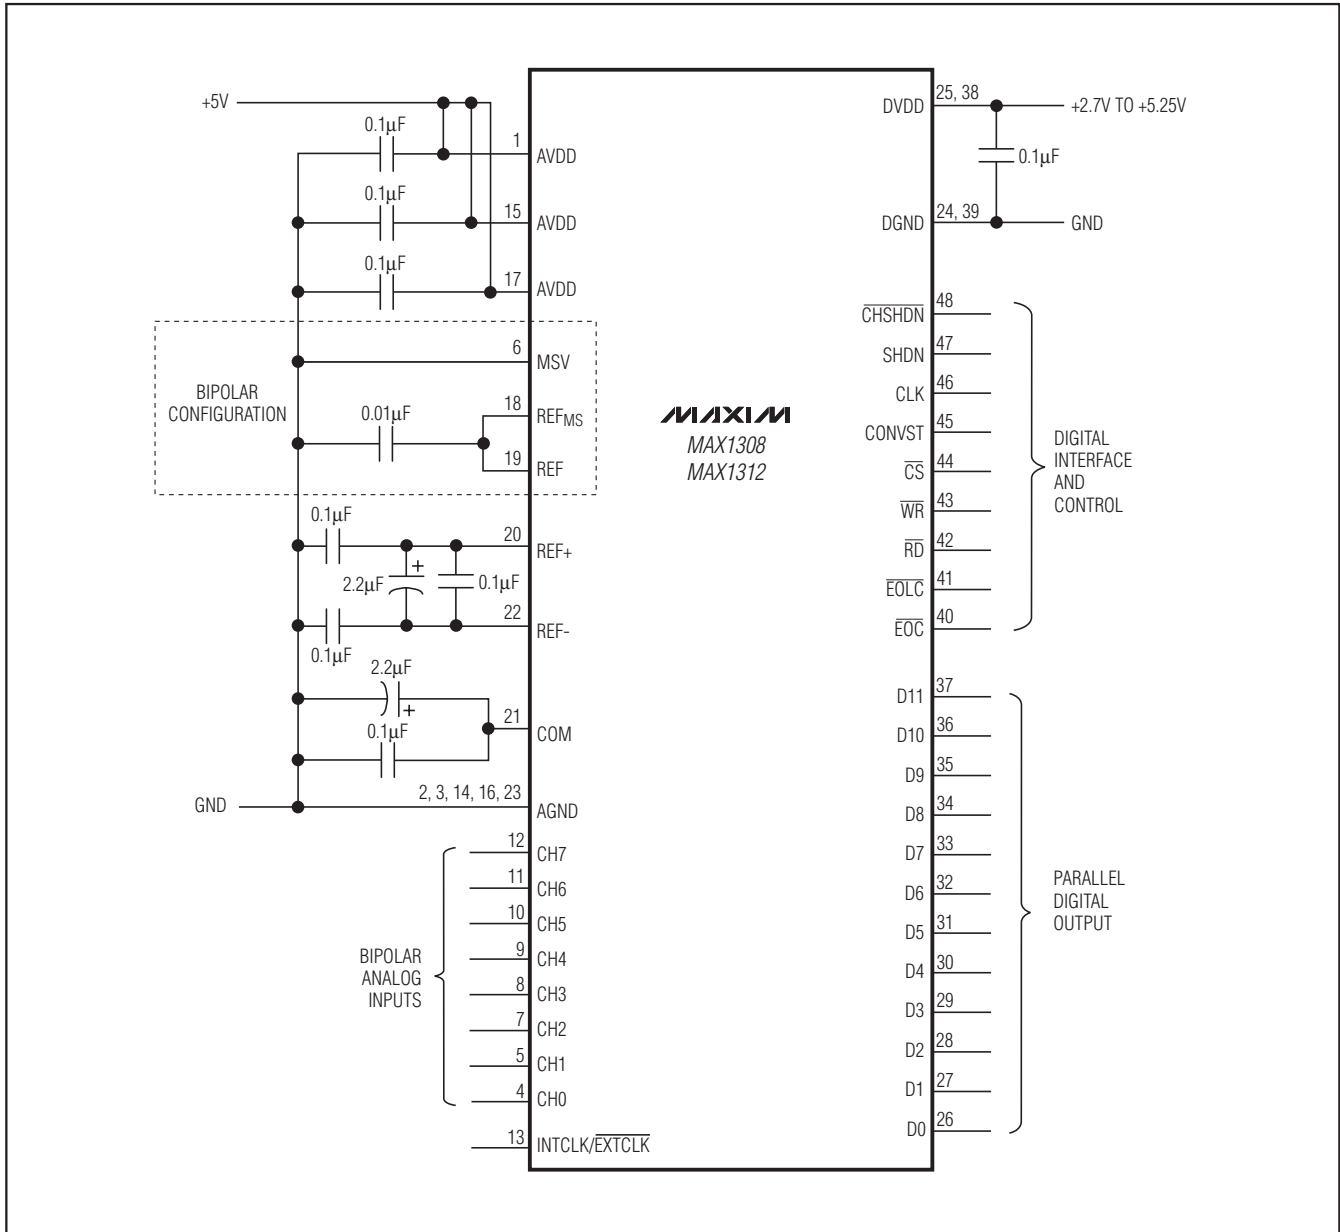 +5V
0.1µF
1
AVDD
0.1µF
15
AVDD
0.1µF
17
AVDD
BIPOLAR
CONFIGURATION
6
MSV
0.01µF
18
REFMS
19
REF
0.1µF
20
REF+
2.2µF
+
0.1µF
22
REF-
0.1µF
2.2µF
+
21
COM
0.1µF
GND
2, 3, 14, 16, 23
AGND
BIPOLAR
ANALOG
INPUTS
12
CH7
11
CH6
10
CH5
9
CH4
8
CH3
7
CH2
5
CH1
4
CH0
13
INTCLK/EXTCLK
MAXIM
MAX1308
MAX1312
DVDD
25, 38
+2.7V TO +5.25V
0.1µF
DGND
24, 39
GND
CHSHDN
48
SHDN
47
CLK
46
CONVST
45
CS
44
WR
43
RD
42
EOLC
41
EOC
40
DIGITAL
INTERFACE
AND
CONTROL
D11
37
D10
36
D9
35
D8
34
D7
33
D6
32
D5
31
D4
30
D3
29
D2
28
D1
27
D0
26
PARALLEL
DIGITAL
OUTPUT